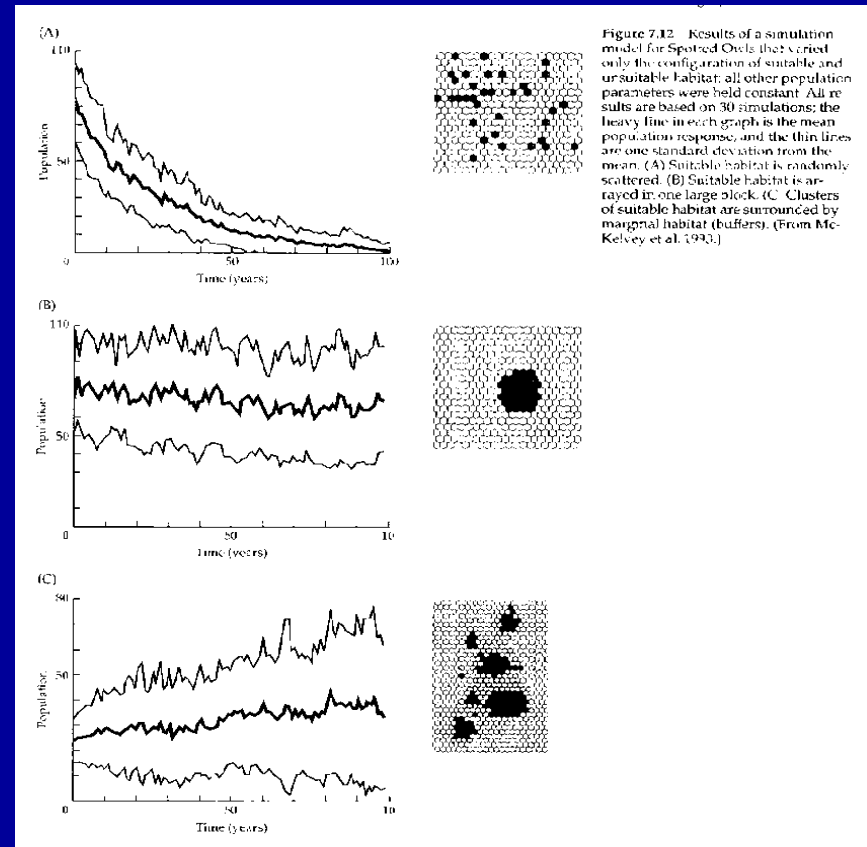 (A)
110
50
Population
0 50 100
Time (years)
Figure 7.12 Results of a simulation
model for Spotted Owls that varied
only the configuration of suitable and
unsuitable habitat; all other population
parameters were held constant. All re
sults are based on 30 simulations; the
heavy line in each graph is the mean
population response, and the thin lines
are one standard deviation from the
mean. (A) Suitable habitat is randomly
scattered. (B) Suitable habitat is ar-
rayed in one large block. (C Clusters
of suitable habitat are surrounded by
marginal habitat (buffers). (From Mc-
Kelvey et al. 1993.)
(B)
110
50
Population
0 50 10
Time (years)
(C)
80
50
Population
0 50 10
Time (years)